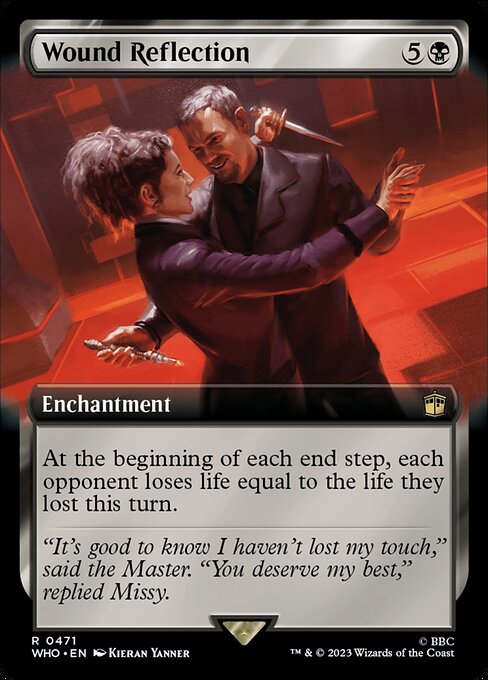 Wound Reflection 5
Enchantment
At the beginning of each end step, each
opponent loses life equal to the life they
lost this turn.
“It’s good to know I haven’t lost my touch,”
said the Master. “You deserve my best,”
replied Missy.
R 0471
WHO • EN KIERAN YANNER
© BBC
™ & © 2023 Wizards of the Coast